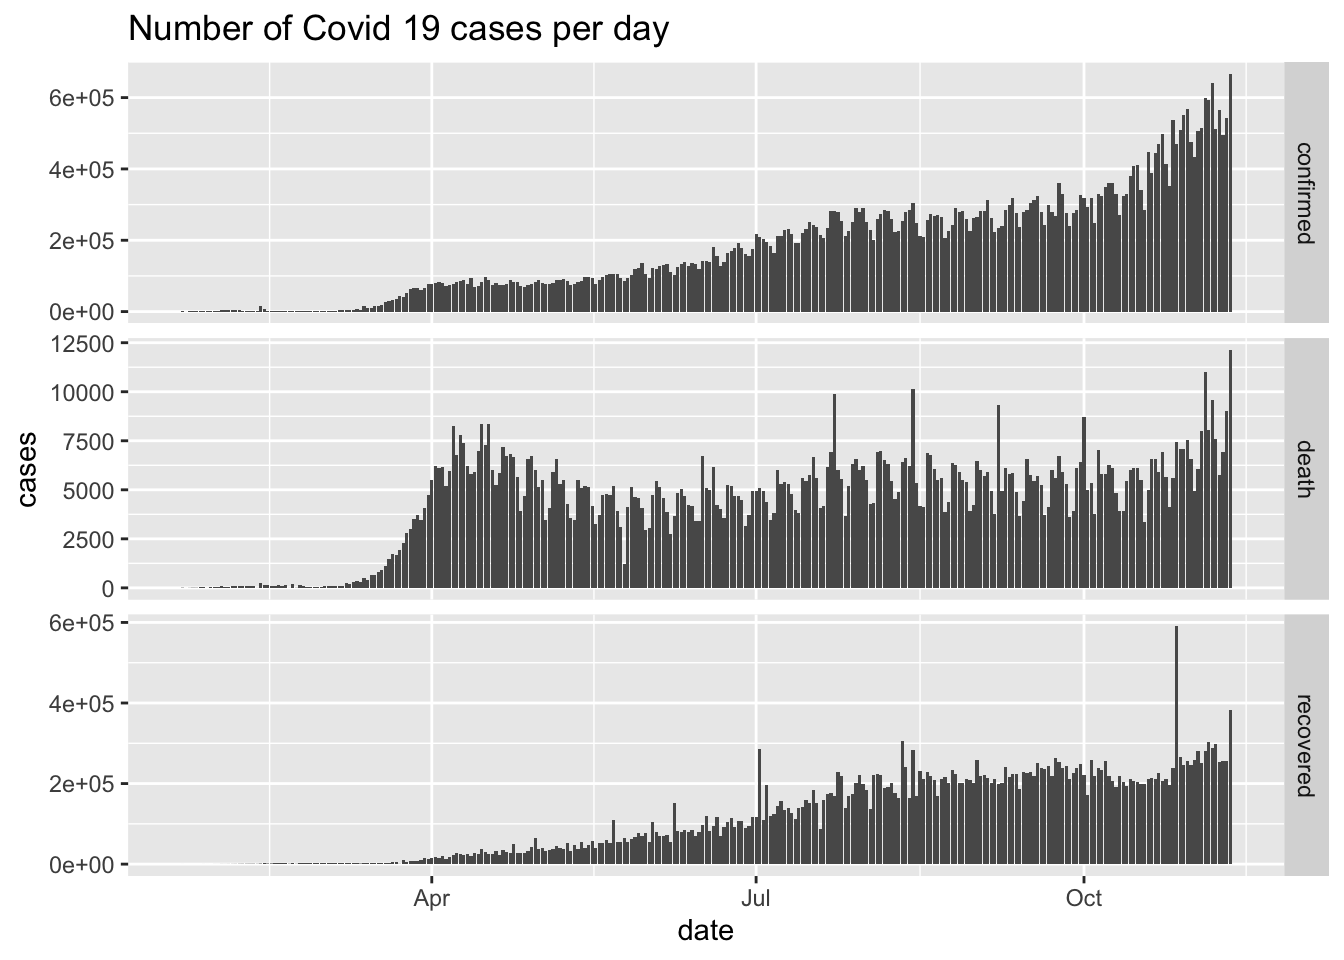 Number of Covid 19 cases per day
6e+05
4e+05
2e+05
0e+00
confirmed
cases
12500
10000
7500
5000
2500
0
death
6e+05
4e+05
2e+05
0e+00
recovered
Apr Jul Oct
date